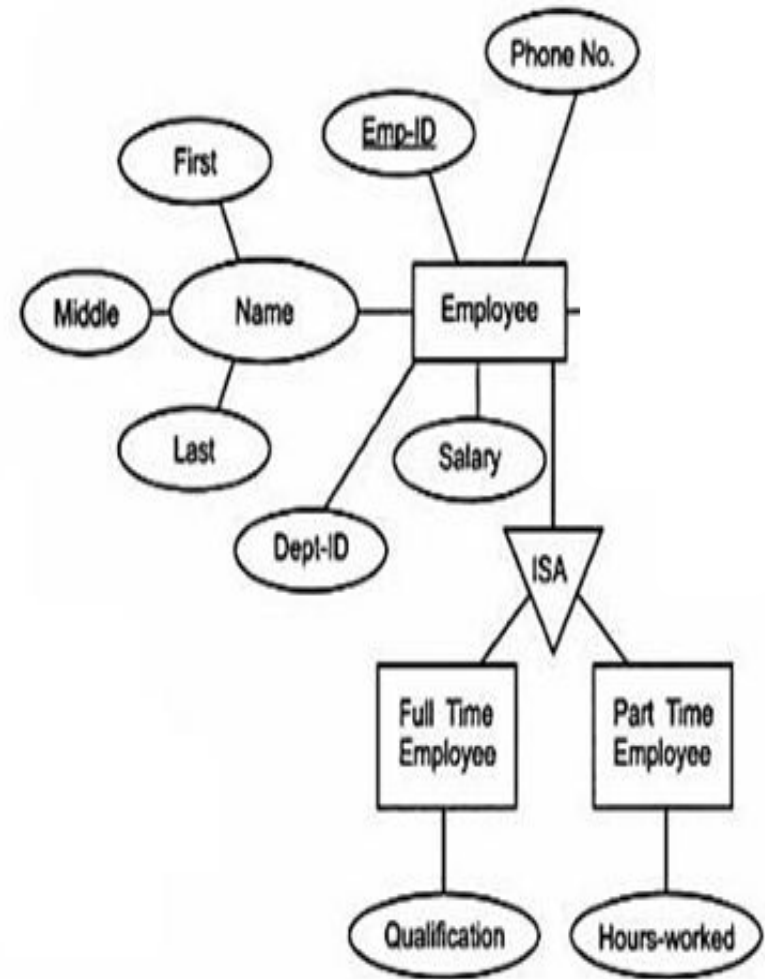 Phone No.
Emp-ID
First
Middle
Name
Employee
Last
Salary
Dept-ID
ISA
Full Time
Employee
Part Time
Employee
Qualification
Hours-worked